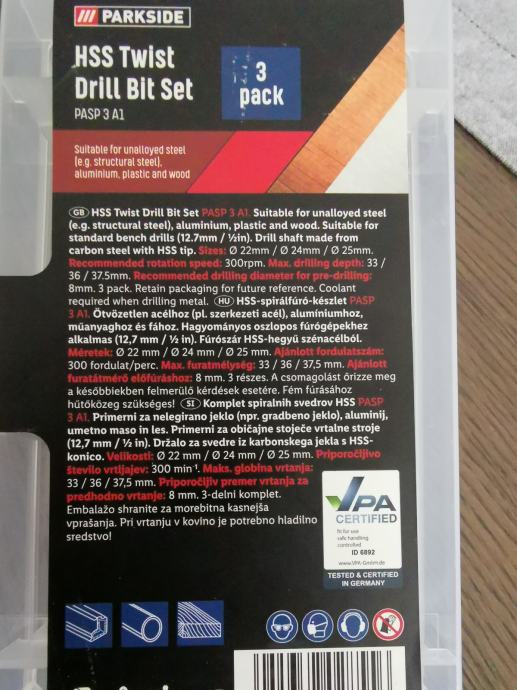 /// PARKSIDE
HSS Twist
Drill Bit Set
PASP 3 A1
3
pack
Suitable for unalloyed steel
(e.g. structural steel),
aluminium, plastic and wood
GB HSS Twist Drill Bit Set PASP 3 A1. Suitable for unalloyed steel
(e.g. structural steel), aluminium, plastic and wood. Suitable for
standard bench drills (12.7mm / ½in). Drill shaft made from
carbon steel with HSS tip. Sizes: Ø 22mm / Ø 24mm / Ø 25mm.
Recommended rotation speed: 300rpm. Max. drilling depth: 33 /
36 / 37.5mm. Recommended drilling diameter for pre-drilling:
8mm. 3 pack. Retain packaging for future reference. Coolant
required when drilling metal. HU HSS-spirálfúró-készlet PASP
3 A1. Ötvözetlen acélhoz (pl. szerkezeti acél), alumíniumhoz,
műanyaghoz és fához. Hagyományos oszlopos fúrógépekhez
alkalmas (12,7 mm / ½ in). Fúrószár HSS-hegyű szénacélból.
Méretek: Ø 22 mm / Ø 24 mm / Ø 25 mm. Ajánlott fordulatszám:
300 fordulat/perc. Max. furatmélység: 33 / 36 / 37,5 mm. Ajánlott
furatátmérő előfúráshoz: 8 mm. 3 részes. A csomagolást őrizze meg
a későbbiekben felmerülő kérdések esetére. Fém fúrásához
hűtőközeg szükséges! SI Komplet spiralnih svedrov HSS PASP
3 A1. Primerni za nelegirano jeklo (npr. gradbeno jeklo), aluminij,
umetno maso in les. Primerni za običajne stoječe vrtalne stroje
(12,7 mm / ½ in). Držalo za svedre iz karbonskega jekla s HSS-
konico. Velikosti: Ø 22 mm / Ø 24 mm / Ø 25 mm. Priporočljivo
število vrtljajev: 300 min⁻¹. Maks. globina vrtanja:
33 / 36 / 37,5 mm. Priporočljiv premer vrtanja za
predhodno vrtanje: 8 mm. 3-delni komplet.
Embalažo shranite za morebitna kasnejša
vprašanja. Pri vrtanju v kovino je potrebno hladilno
sredstvo!
VPA
CERTIFIED
fit for use
safe handling
controlled
ID 6892
www.VPA-GmbH.de
TESTED & CERTIFIED
IN GERMANY